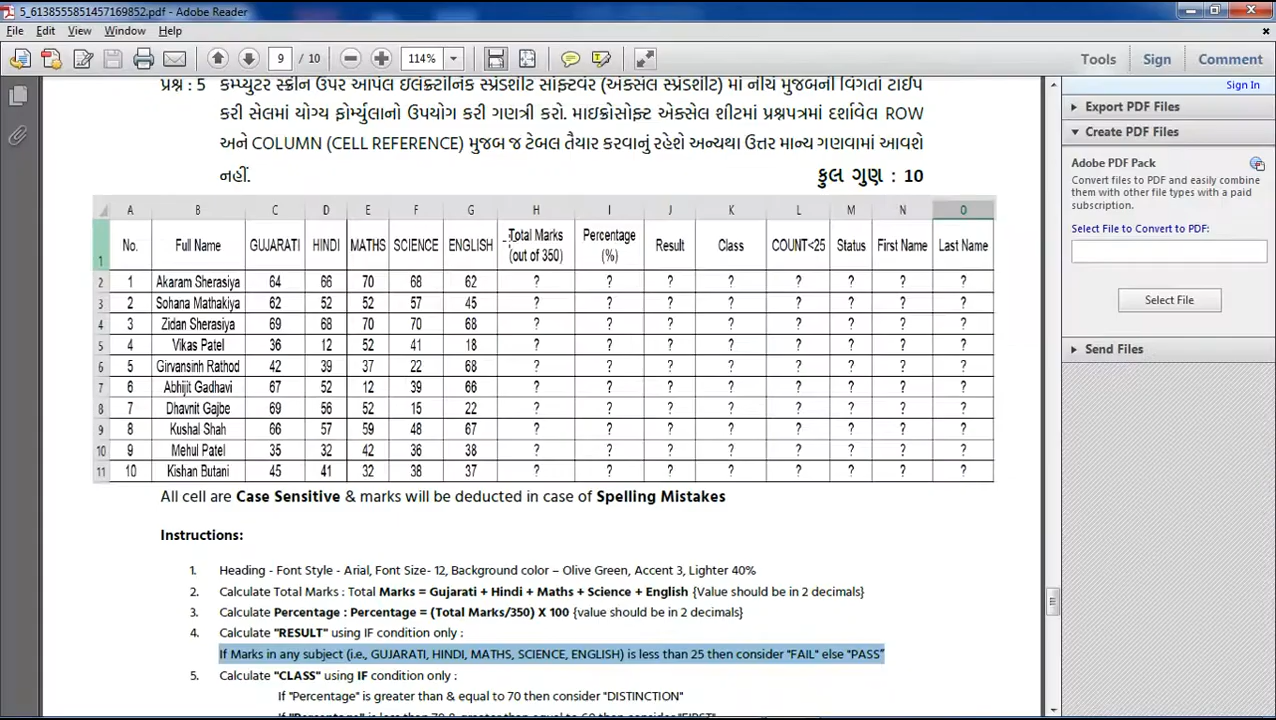 5_6138555851457169852.pdf - Adobe Reader
File Edit View Window Help
9 / 10 114% Tools Sign Comment
Sign In
Export PDF Files
Create PDF Files
Adobe PDF Pack
Convert files to PDF and easily combine
them with other file types with a paid
subscription.
Select File to Convert to PDF:
Select File
Send Files
પ્રશ્ન : 5 કમ્પ્યુટર સ્ક્રીન ઉપર આપેલ ઇલેક્ટ્રોનિક સ્પ્રેડશીટ સોફ્ટવેર (એક્સેલ સ્પ્રેડશીટ) માં નીચે મુજબની વિગતો ટાઈપ
કરી સેલમાં યોગ્ય ફોર્મ્યુલાનો ઉપયોગ કરી ગણત્રી કરો. માઇક્રોસોફ્ટ એક્સેલ શીટમાં પ્રશ્નપત્રમાં દર્શાવેલ ROW
અને COLUMN (CELL REFERENCE) મુજબ જ ટેબલ તૈયાર કરવાનું રહેશે અન્યથા ઉત્તર માન્ય ગણવામાં આવશે
નહીં. કુલ ગુણ : 10
A B C D E F G H I J K L M N O
1 No. Full Name GUJARATI HINDI MATHS SCIENCE ENGLISH Total Marks (out of 350) Percentage (%) Result Class COUNT<25 Status First Name Last Name
2 1 Akaram Sherasiya 64 66 70 68 62 ? ? ? ? ? ? ? ?
3 2 Sohana Mathakiya 62 52 52 57 45 ? ? ? ? ? ? ? ?
4 3 Zidan Sherasiya 69 68 70 70 68 ? ? ? ? ? ? ? ?
5 4 Vikas Patel 36 12 52 41 18 ? ? ? ? ? ? ? ?
6 5 Girvansinh Rathod 42 39 37 22 68 ? ? ? ? ? ? ? ?
7 6 Abhijit Gadhavi 67 52 12 39 66 ? ? ? ? ? ? ? ?
8 7 Dhavnit Gajbe 69 56 52 15 22 ? ? ? ? ? ? ? ?
9 8 Kushal Shah 66 57 59 48 67 ? ? ? ? ? ? ? ?
10 9 Mehul Patel 35 32 42 36 38 ? ? ? ? ? ? ? ?
11 10 Kishan Butani 45 41 32 38 37 ? ? ? ? ? ? ? ?
All cell are Case Sensitive & marks will be deducted in case of Spelling Mistakes
Instructions:
1. Heading - Font Style - Arial, Font Size- 12, Background color – Olive Green, Accent 3, Lighter 40%
2. Calculate Total Marks : Total Marks = Gujarati + Hindi + Maths + Science + English {Value should be in 2 decimals}
3. Calculate Percentage : Percentage = (Total Marks/350) X 100 {value should be in 2 decimals}
4. Calculate "RESULT" using IF condition only :
If Marks in any subject (i.e., GUJARATI, HINDI, MATHS, SCIENCE, ENGLISH) is less than 25 then consider "FAIL" else "PASS"
5. Calculate "CLASS" using IF condition only :
If "Percentage" is greater than & equal to 70 then consider "DISTINCTION"
If "Percentage" is less than 70 & greater than equal to 60 then consider "FIRST"